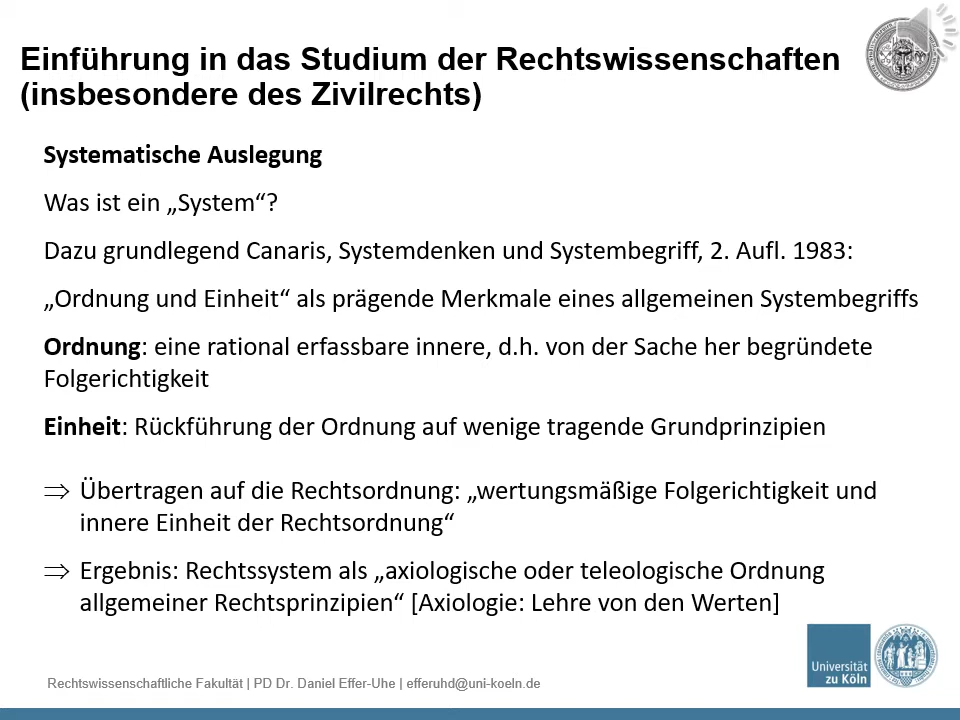 Einführung in das Studium der Rechtswissenschaften
(insbesondere des Zivilrechts)
Systematische Auslegung
Was ist ein „System“?
Dazu grundlegend Canaris, Systemdenken und Systembegriff, 2. Aufl. 1983:
„Ordnung und Einheit“ als prägende Merkmale eines allgemeinen Systembegriffs
Ordnung: eine rational erfassbare innere, d.h. von der Sache her begründete
Folgerichtigkeit
Einheit: Rückführung der Ordnung auf wenige tragende Grundprinzipien
⇒ Übertragen auf die Rechtsordnung: „wertungsmäßige Folgerichtigkeit und
innere Einheit der Rechtsordnung“
⇒ Ergebnis: Rechtssystem als „axiologische oder teleologische Ordnung
allgemeiner Rechtsprinzipien“ [Axiologie: Lehre von den Werten]
Universität
zu Köln
Rechtswissenschaftliche Fakultät | PD Dr. Daniel Effer-Uhe | efferuhd@uni-koeln.de